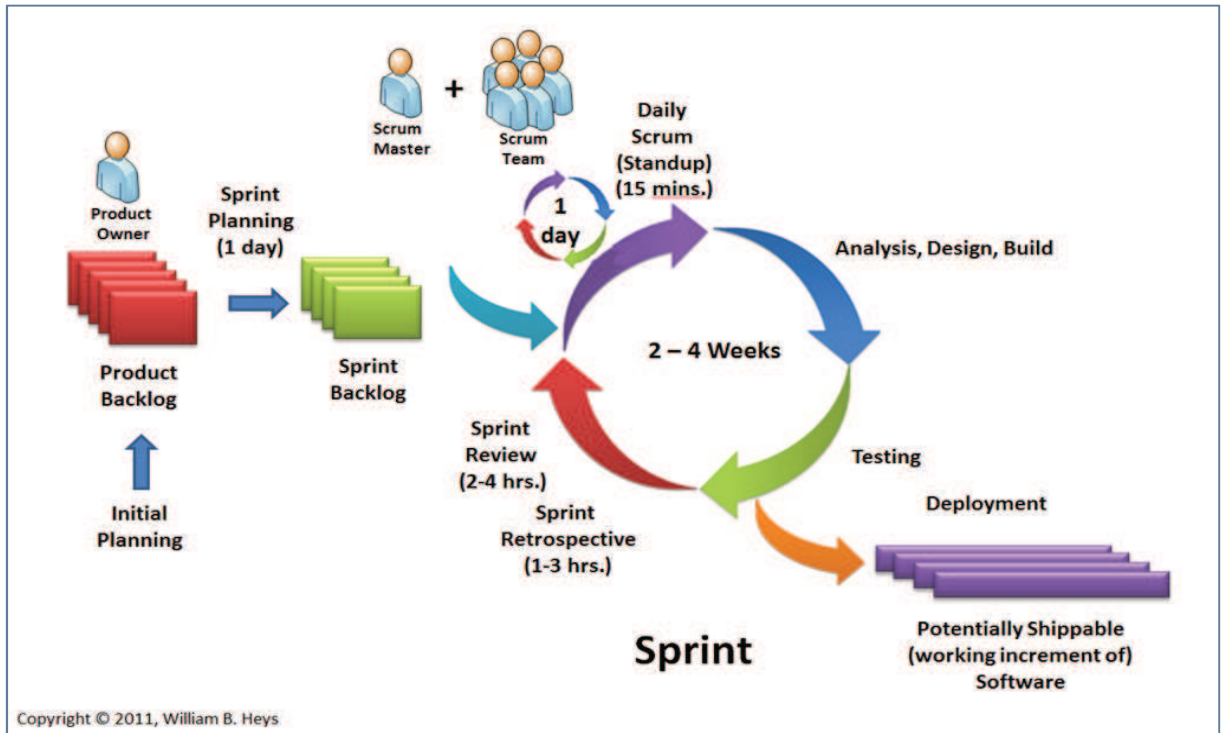 Scrum
Master
+
Scrum
Team
Daily
Scrum
(Standup)
(15 mins.)
Product
Owner
Sprint
Planning
(1 day)
1
day
Analysis, Design, Build
2 – 4 Weeks
Product
Backlog
Sprint
Backlog
Initial
Planning
Sprint
Review
(2-4 hrs.)
Sprint
Retrospective
(1-3 hrs.)
Testing
Deployment
Potentially Shippable
(working increment of)
Software
Sprint
Copyright © 2011, William B. Heys